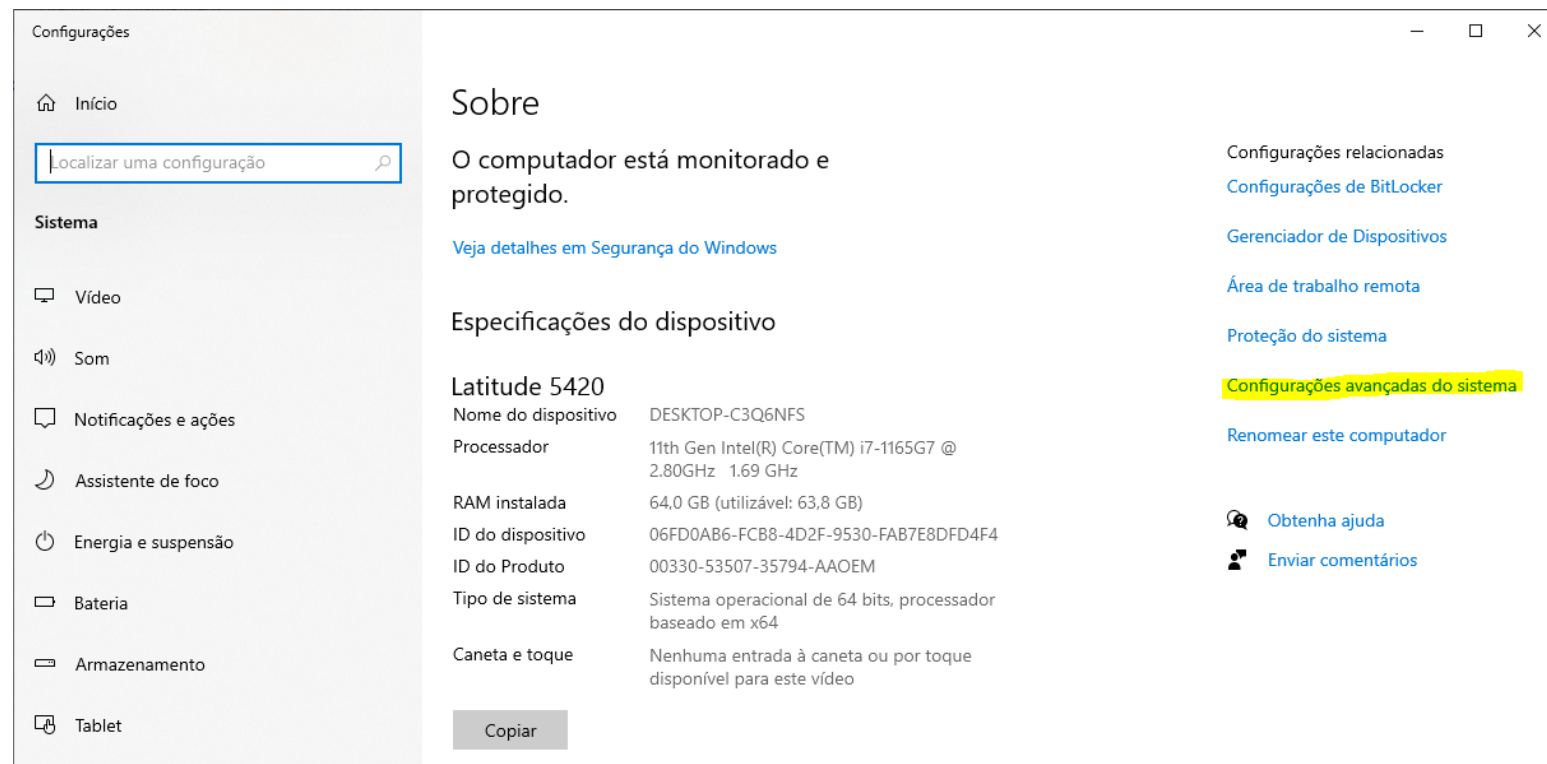 Configurações
Início
Localizar uma configuração
Sistema
Vídeo
Som
Notificações e ações
Assistente de foco
Energia e suspensão
Bateria
Armazenamento
Tablet
Sobre
O computador está monitorado e
protegido.
Veja detalhes em Segurança do Windows
Especificações do dispositivo
Latitude 5420
Nome do dispositivo DESKTOP-C3Q6NFS
Processador 11th Gen Intel(R) Core(TM) i7-1165G7 @
2.80GHz 1.69 GHz
RAM instalada 64,0 GB (utilizável: 63,8 GB)
ID do dispositivo 06FD0AB6-FCB8-4D2F-9530-FAB7E8DFD4F4
ID do Produto 00330-53507-35794-AAOEM
Tipo de sistema Sistema operacional de 64 bits, processador
baseado em x64
Caneta e toque Nenhuma entrada à caneta ou por toque
disponível para este vídeo
Copiar
Configurações relacionadas
Configurações de BitLocker
Gerenciador de Dispositivos
Área de trabalho remota
Proteção do sistema
Configurações avançadas do sistema
Renomear este computador
Obtenha ajuda
Enviar comentários